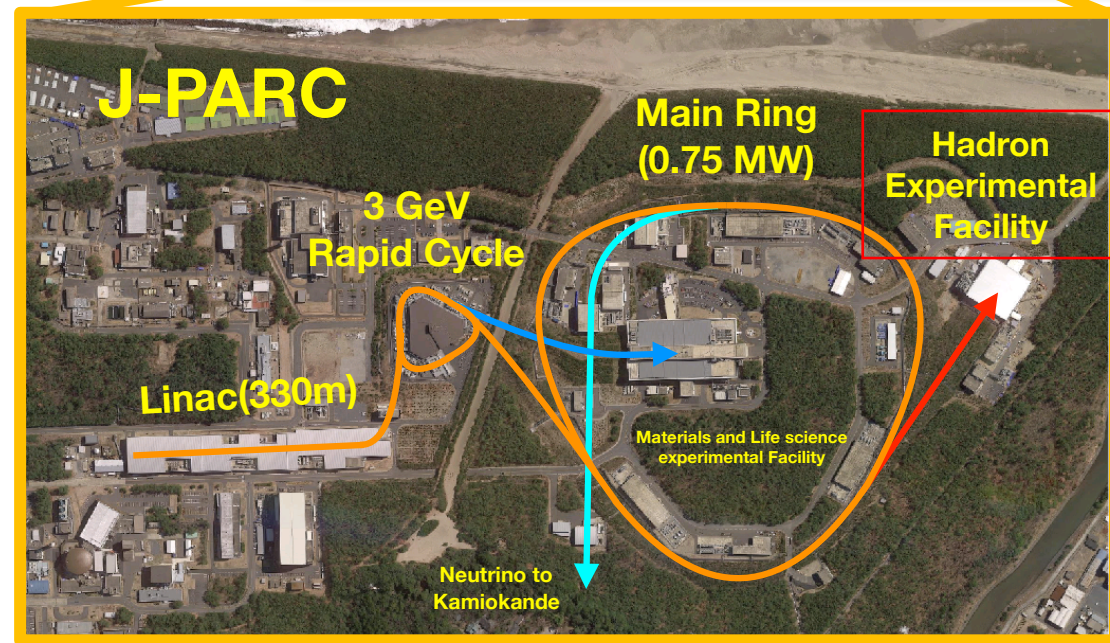 J-PARC
Main Ring
(0.75 MW)
Hadron
Experimental
Facility
3 GeV
Rapid Cycle
Linac(330m)
Materials and Life science
experimental Facility
Neutrino to
Kamiokande